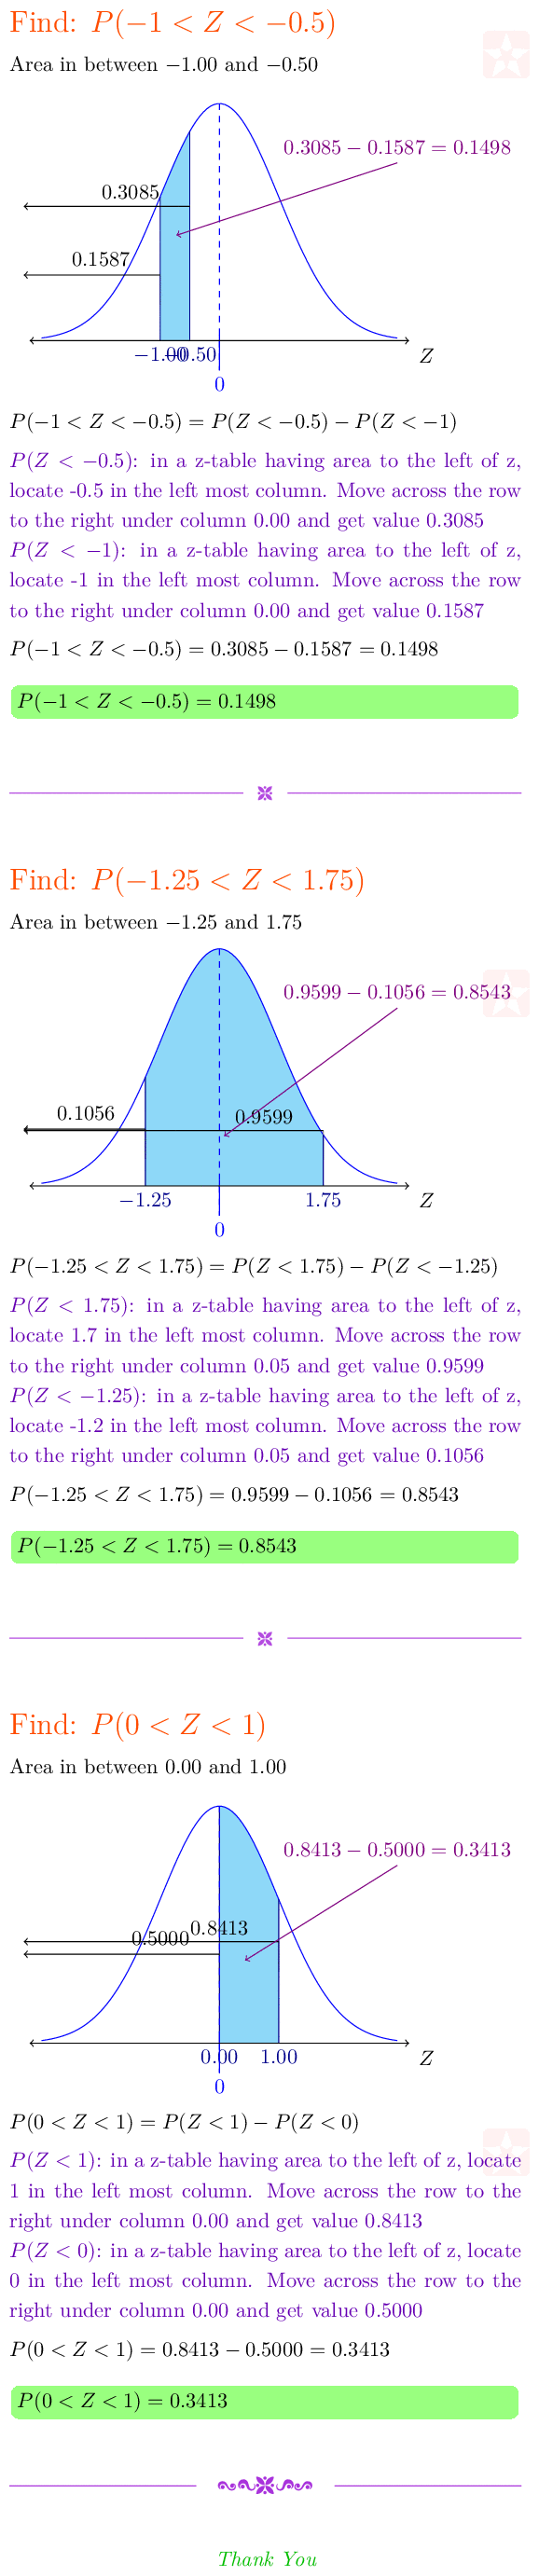 Find: P(−1 < Z < −0.5)
Area in between −1.00 and −0.50
0.3085 − 0.1587 = 0.1498
0.3085
0.1587
−1.00
−0.50
Z
0
P(−1 < Z < −0.5) = P(Z < −0.5) − P(Z < −1)
P(Z < −0.5): in a z-table having area to the left of z,
locate -0.5 in the left most column. Move across the row
to the right under column 0.00 and get value 0.3085
P(Z < −1): in a z-table having area to the left of z,
locate -1 in the left most column. Move across the row
to the right under column 0.00 and get value 0.1587
P(−1 < Z < −0.5) = 0.3085 − 0.1587 = 0.1498
P(−1 < Z < −0.5) = 0.1498
Find: P(−1.25 < Z < 1.75)
Area in between −1.25 and 1.75
0.9599 − 0.1056 = 0.8543
0.1056
0.9599
−1.25
1.75
Z
0
P(−1.25 < Z < 1.75) = P(Z < 1.75) − P(Z < −1.25)
P(Z < 1.75): in a z-table having area to the left of z,
locate 1.7 in the left most column. Move across the row
to the right under column 0.05 and get value 0.9599
P(Z < −1.25): in a z-table having area to the left of z,
locate -1.2 in the left most column. Move across the row
to the right under column 0.05 and get value 0.1056
P(−1.25 < Z < 1.75) = 0.9599 − 0.1056 = 0.8543
P(−1.25 < Z < 1.75) = 0.8543
Find: P(0 < Z < 1)
Area in between 0.00 and 1.00
0.8413 − 0.5000 = 0.3413
0.8413
0.5000
0.00
1.00
Z
0
P(0 < Z < 1) = P(Z < 1) − P(Z < 0)
P(Z < 1): in a z-table having area to the left of z, locate
1 in the left most column. Move across the row to the
right under column 0.00 and get value 0.8413
P(Z < 0): in a z-table having area to the left of z, locate
0 in the left most column. Move across the row to the
right under column 0.00 and get value 0.5000
P(0 < Z < 1) = 0.8413 − 0.5000 = 0.3413
P(0 < Z < 1) = 0.3413
Thank You